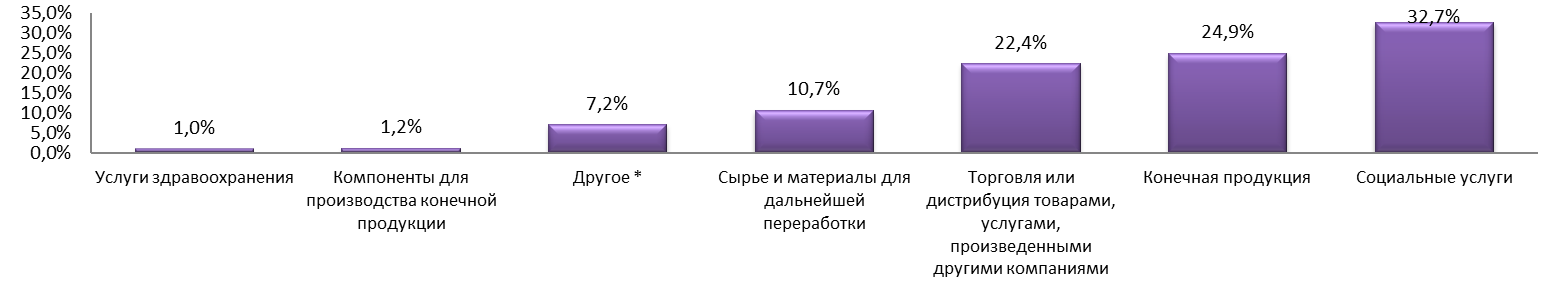 35,0%
30,0%
25,0%
20,0%
15,0%
10,0%
5,0%
0,0%
1,0%
1,2%
7,2%
10,7%
22,4%
24,9%
32,7%
Услуги здравоохранения
Компоненты для
производства конечной
продукции
Другое *
Сырье и материалы для
дальнейшей
переработки
Торговля или
дистрибуция товарами,
услугами,
произведенными
другими компаниями
Конечная продукция
Социальные услуги